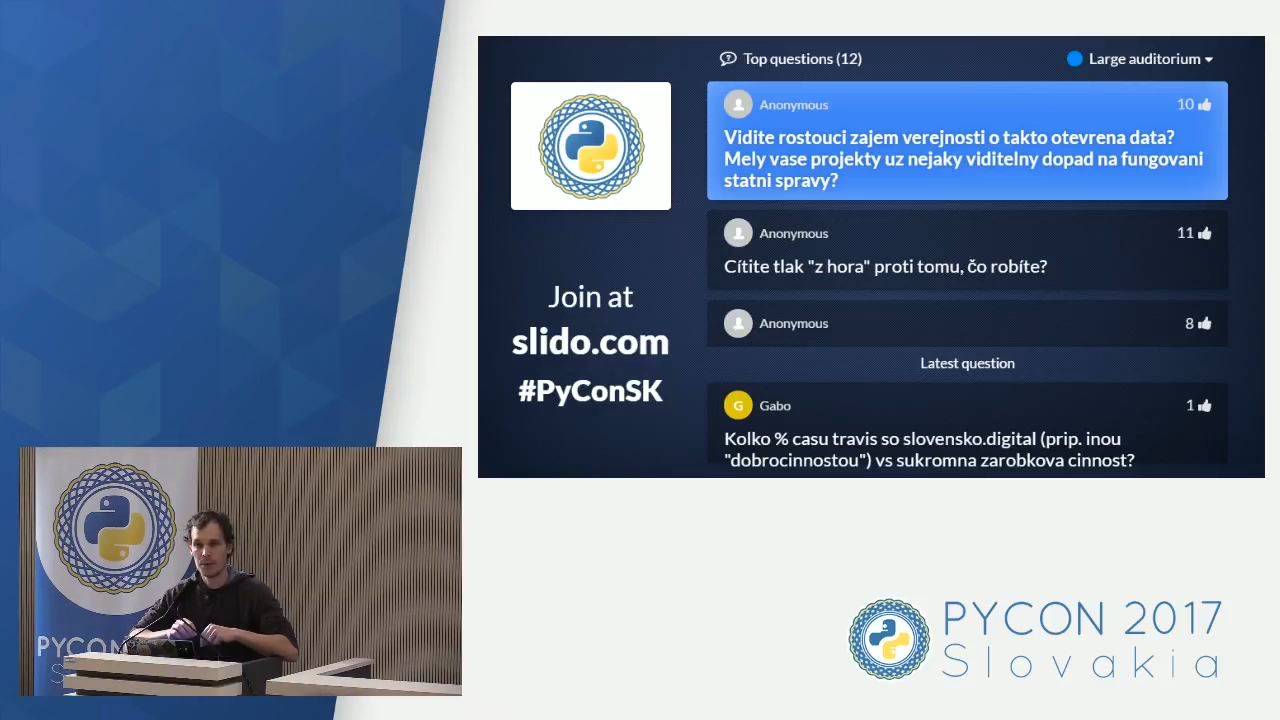 Top questions (12)
Large auditorium
Anonymous
10
Vidite rostouci zajem verejnosti o takto otevrena data?
Mely vase projekty uz nejaky viditelny dopad na fungovani
statni spravy?
Anonymous
11
Cítite tlak "z hora" proti tomu, čo robíte?
Anonymous
8
Latest question
G
Gabo
1
Kolko % casu travis so slovensko.digital (prip. inou
"dobrocinnostou") vs sukromna zarobkova cinnost?
Join at
slido.com
#PyConSK
PYCON
PYCON 2017
Slovakia